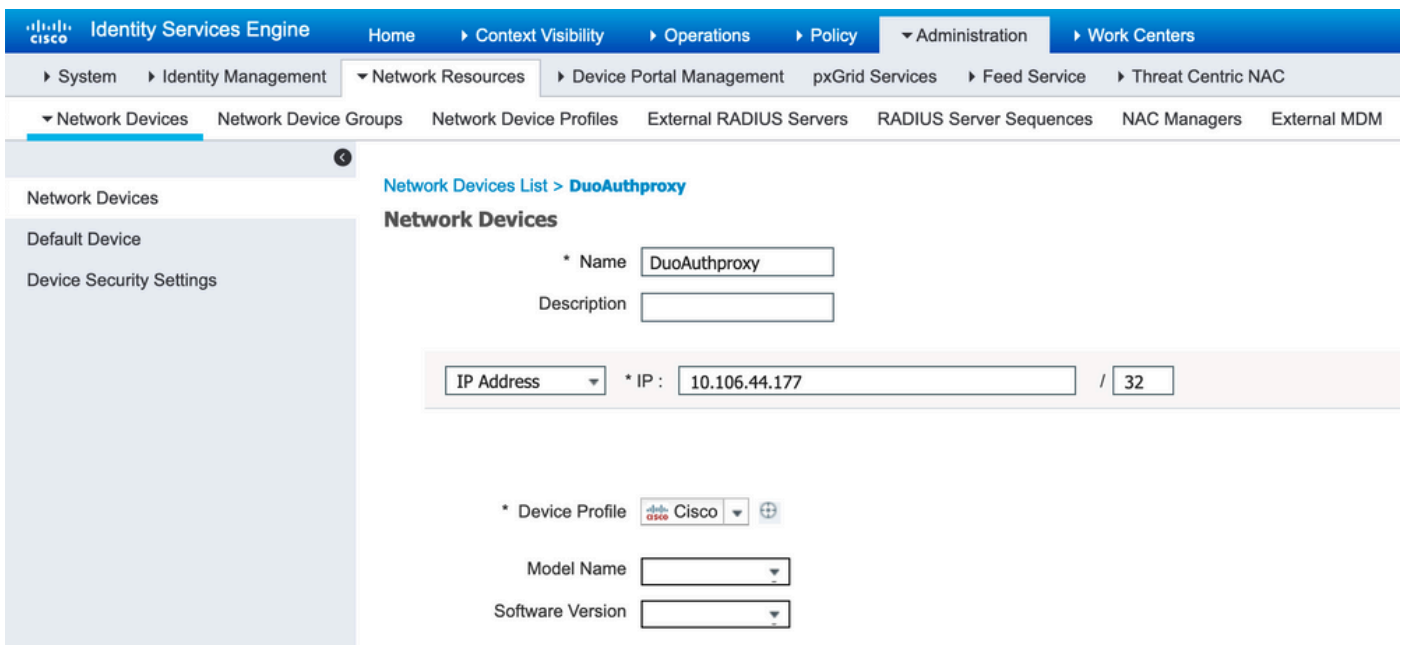 cisco Identity Services Engine Home Context Visibility Operations Policy Administration Work Centers
System Identity Management Network Resources Device Portal Management pxGrid Services Feed Service Threat Centric NAC
Network Devices Network Device Groups Network Device Profiles External RADIUS Servers RADIUS Server Sequences NAC Managers External MDM
Network Devices
Default Device
Device Security Settings
Network Devices List > DuoAuthproxy
Network Devices
* Name DuoAuthproxy
Description
IP Address * IP : 10.106.44.177 / 32
* Device Profile cisco Cisco
Model Name
Software Version